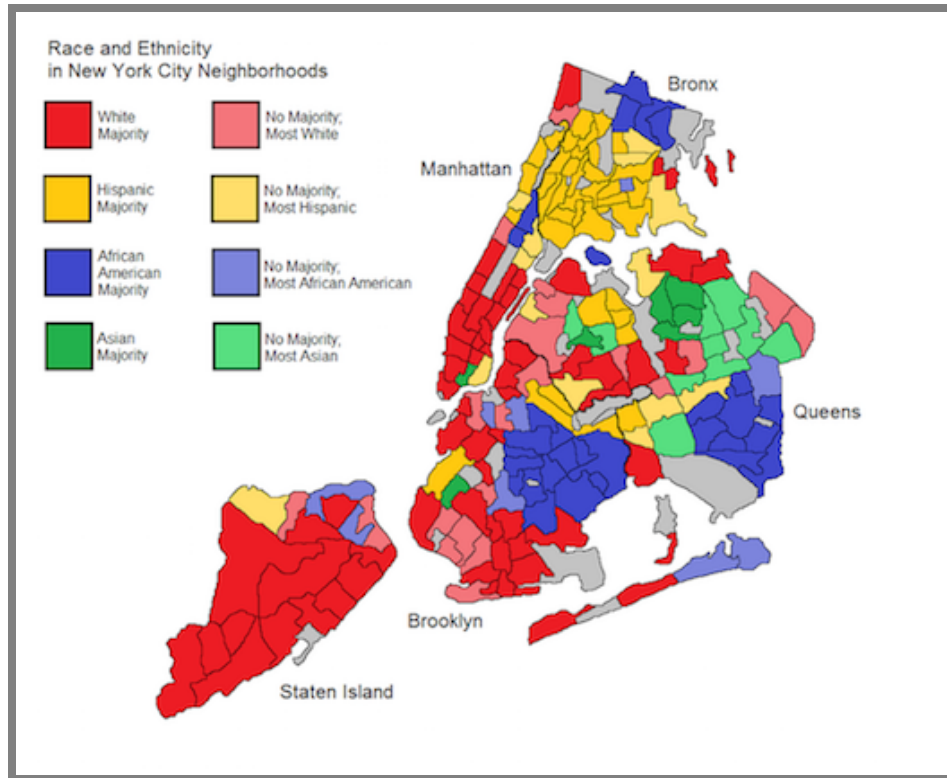 Race and Ethnicity
in New York City Neighborhoods
White
Majority
No Majority;
Most White
Hispanic
Majority
No Majority;
Most Hispanic
African
American
Majority
No Majority;
Most African American
Asian
Majority
No Majority;
Most Asian
Bronx
Manhattan
Queens
Brooklyn
Staten Island